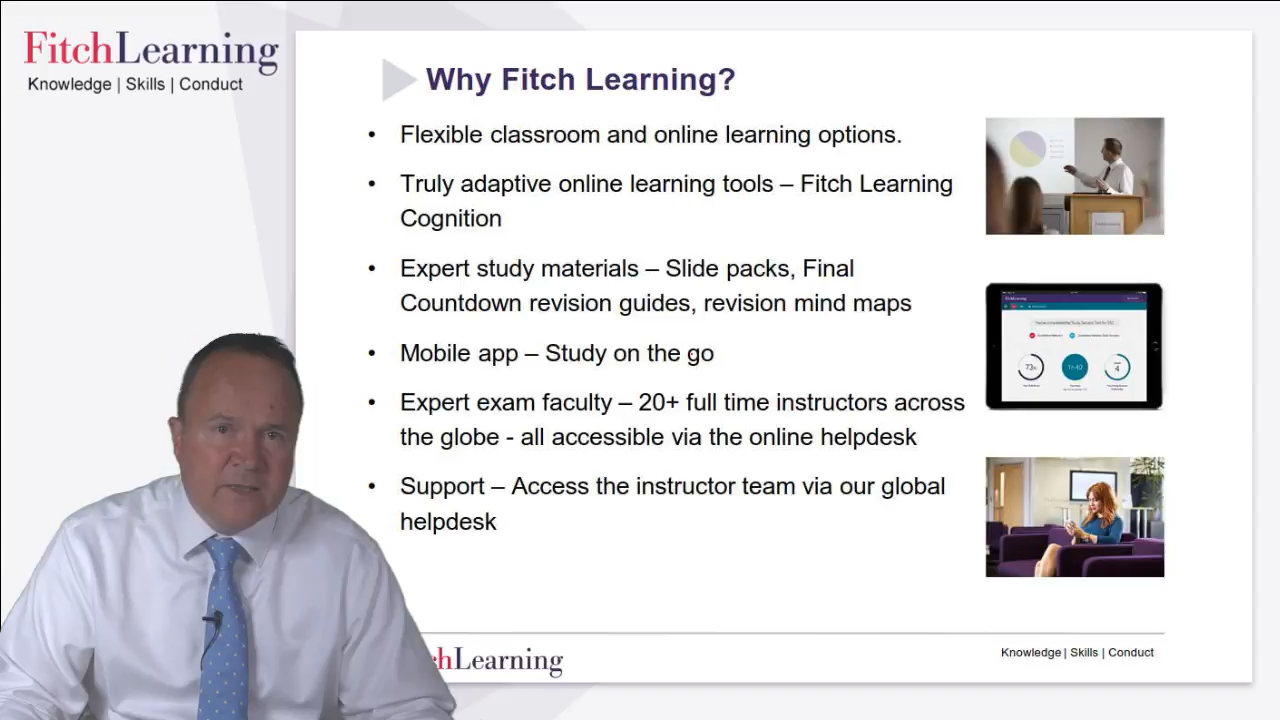 FitchLearning
Knowledge | Skills | Conduct
Why Fitch Learning?
• Flexible classroom and online learning options.
• Truly adaptive online learning tools – Fitch Learning
Cognition
• Expert study materials – Slide packs, Final
Countdown revision guides, revision mind maps
• Mobile app – Study on the go
• Expert exam faculty – 20+ full time instructors across
the globe - all accessible via the online helpdesk
• Support – Access the instructor team via our global
helpdesk
chLearning
Knowledge | Skills | Conduct